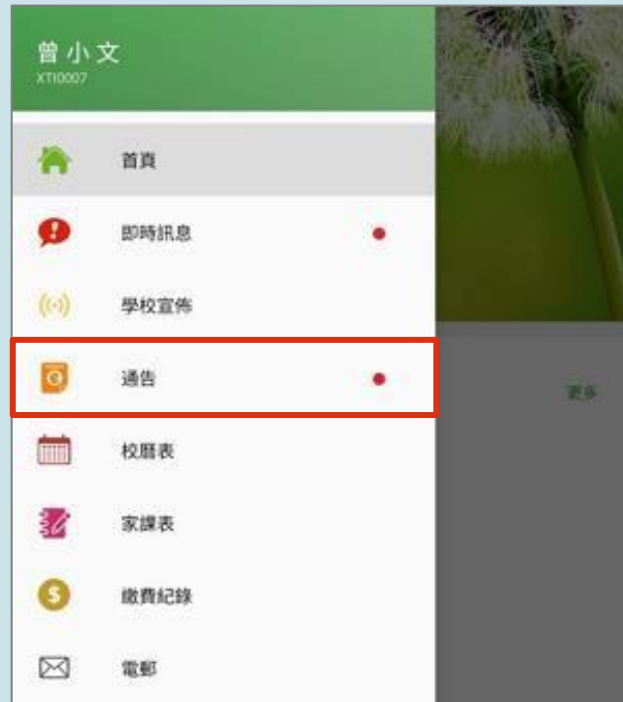 曾小文
XTI0007
首頁
即時訊息
學校宣佈
通告
更多
校曆表
家課表
繳費紀錄
電郵